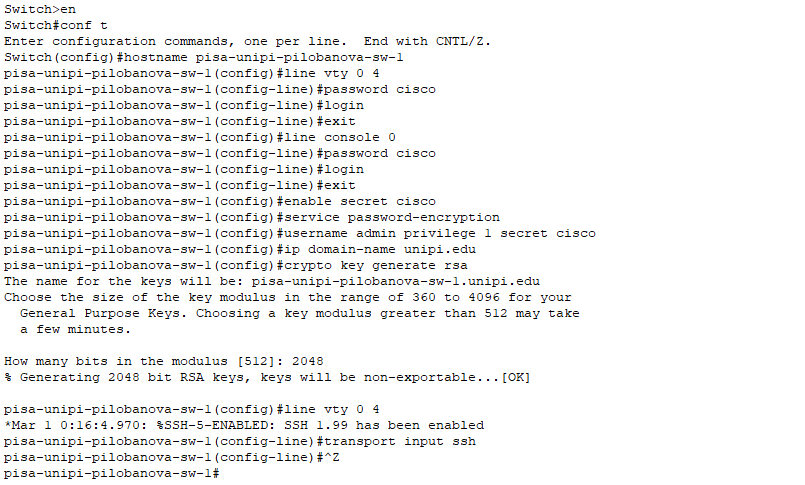 Switch>en
Switch#conf t
Enter configuration commands, one per line.  End with CNTL/Z.
Switch(config)#hostname pisa-unipi-pilobanova-sw-1
pisa-unipi-pilobanova-sw-1(config)#line vty 0 4
pisa-unipi-pilobanova-sw-1(config-line)#password cisco
pisa-unipi-pilobanova-sw-1(config-line)#login
pisa-unipi-pilobanova-sw-1(config-line)#exit
pisa-unipi-pilobanova-sw-1(config)#line console 0
pisa-unipi-pilobanova-sw-1(config-line)#password cisco
pisa-unipi-pilobanova-sw-1(config-line)#login
pisa-unipi-pilobanova-sw-1(config-line)#exit
pisa-unipi-pilobanova-sw-1(config)#enable secret cisco
pisa-unipi-pilobanova-sw-1(config)#service password-encryption
pisa-unipi-pilobanova-sw-1(config)#username admin privilege 1 secret cisco
pisa-unipi-pilobanova-sw-1(config)#ip domain-name unipi.edu
pisa-unipi-pilobanova-sw-1(config)#crypto key generate rsa
The name for the keys will be: pisa-unipi-pilobanova-sw-1.unipi.edu
Choose the size of the key modulus in the range of 360 to 4096 for your
  General Purpose Keys. Choosing a key modulus greater than 512 may take
  a few minutes.

How many bits in the modulus [512]: 2048
% Generating 2048 bit RSA keys, keys will be non-exportable...[OK]

pisa-unipi-pilobanova-sw-1(config)#line vty 0 4
*Mar 1 0:16:4.970: %SSH-5-ENABLED: SSH 1.99 has been enabled
pisa-unipi-pilobanova-sw-1(config-line)#transport input ssh
pisa-unipi-pilobanova-sw-1(config-line)#^Z
pisa-unipi-pilobanova-sw-1#